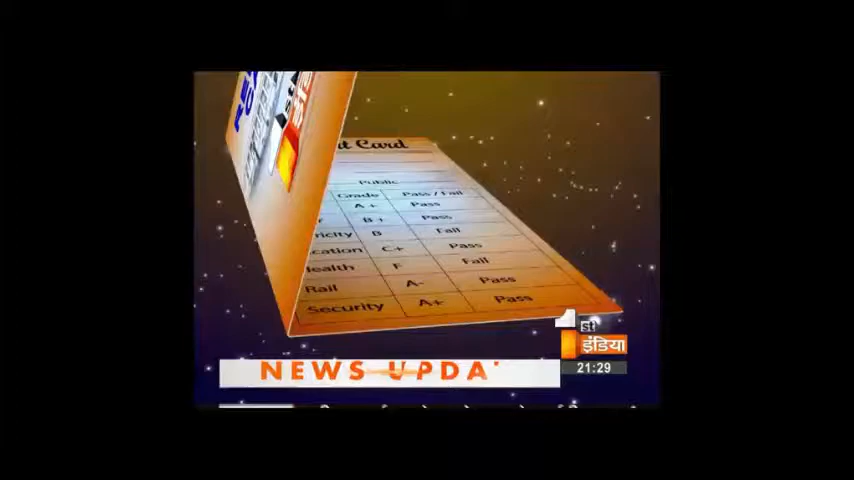 t Card
Public
Grade Pass / Fail
A+ Pass
B+ Pass
ricity B Fail
cation C+ Pass
Health F Fail
Rail A- Pass
Security A+ Pass
1st
इंडिया
NEWS UPDA
21:29